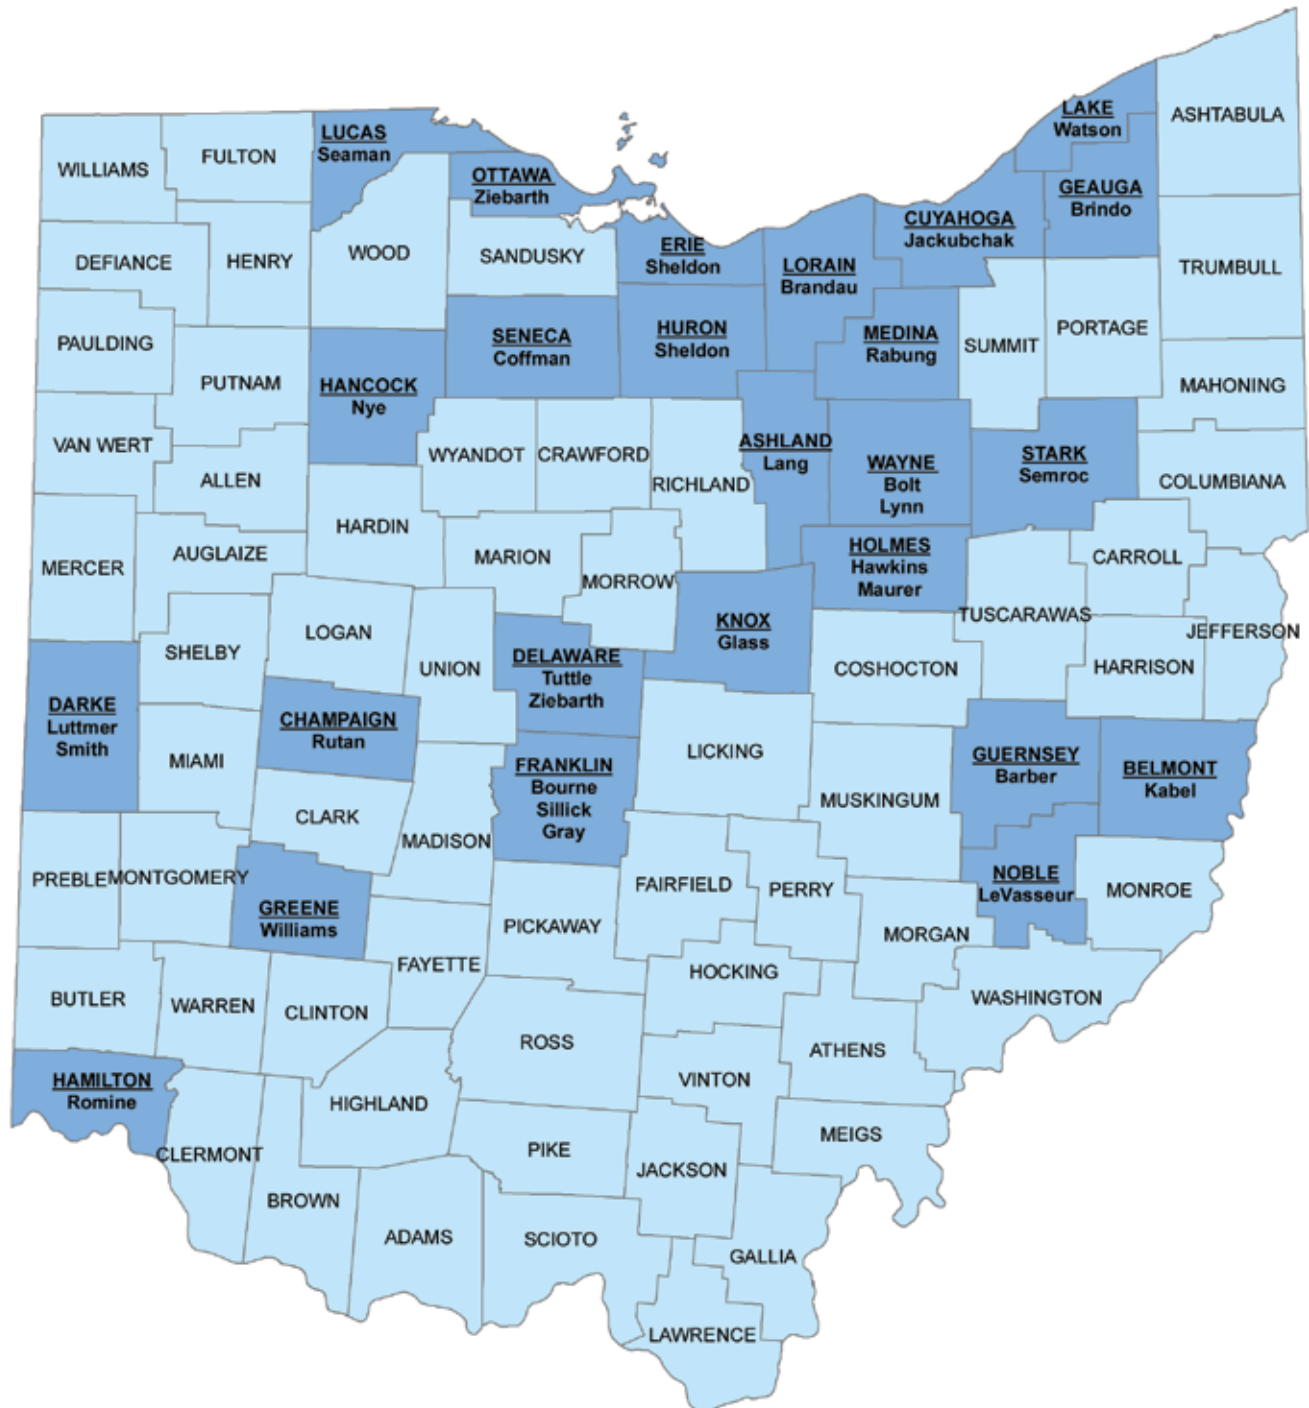 LAKE
Watson
ASHTABULA
LUCAS
Seaman
FULTON
WILLIAMS
OTTAWA
Ziebarth
GEAUGA
Brindo
CUYAHOGA
Jackubchak
ERIE
Sheldon
WOOD
SANDUSKY
HENRY
DEFIANCE
LORAIN
Brandau
TRUMBULL
PORTAGE
SUMMIT
MEDINA
Rabung
HURON
Sheldon
SENECA
Coffman
PAULDING
PUTNAM
HANCOCK
Nye
MAHONING
VAN WERT
WYANDOT
CRAWFORD
ASHLAND
Lang
STARK
Semroc
WAYNE
Bolt
Lynn
RICHLAND
ALLEN
COLUMBIANA
HARDIN
AUGLAIZE
MERCER
MARION
MORROW
HOLMES
Hawkins
Maurer
CARROLL
TUSCARAWAS
JEFFERSON
KNOX
Glass
LOGAN
SHELBY
UNION
DELAWARE
Tuttle
Ziebarth
COSHOCTON
HARRISON
DARKE
Luttmer
Smith
CHAMPAIGN
Rutan
MIAMI
LICKING
GUERNSEY
Barber
BELMONT
Kabel
FRANKLIN
Bourne
Sillick
Gray
MUSKINGUM
CLARK
MADISON
PREBLE
MONTGOMERY
FAIRFIELD
PERRY
NOBLE
LeVasseur
MONROE
GREENE
Williams
PICKAWAY
MORGAN
FAYETTE
HOCKING
BUTLER
WARREN
CLINTON
WASHINGTON
ROSS
ATHENS
HAMILTON
Romine
VINTON
HIGHLAND
MEIGS
CLERMONT
PIKE
JACKSON
BROWN
ADAMS
SCIOTO
GALLIA
LAWRENCE